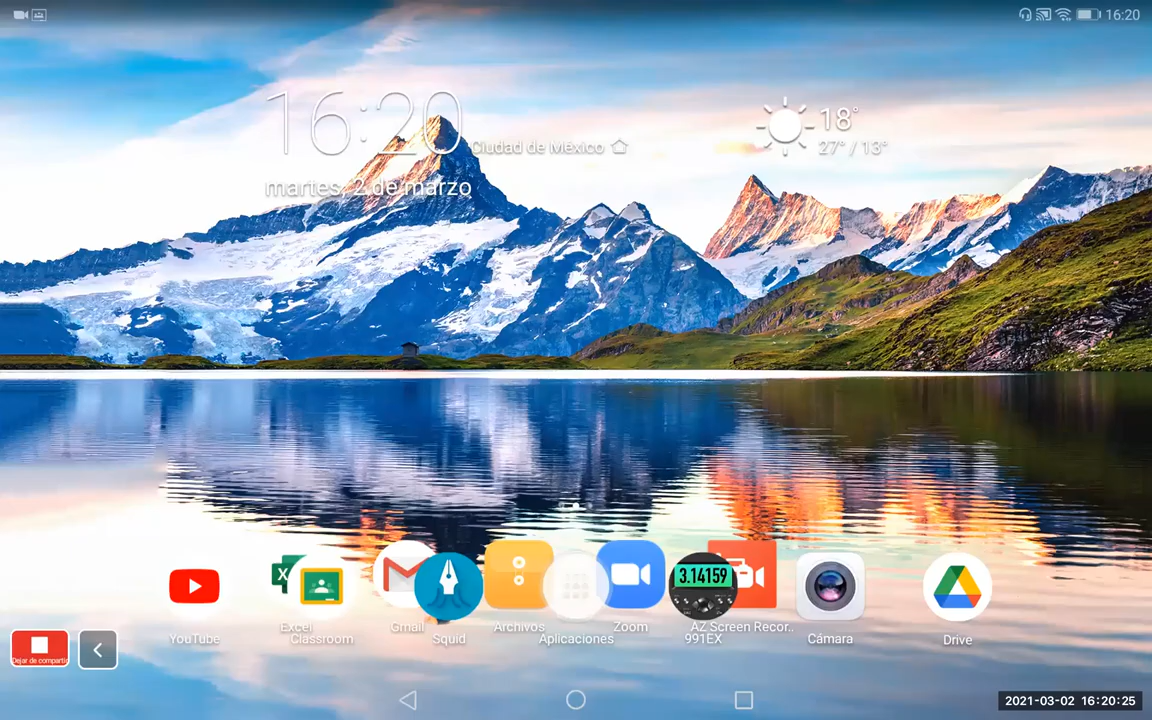 16:20
16:20
Ciudad de México
martes, 2 de marzo
18°
27° / 13°
X
3.14159
YouTube
Excel
Classroom
Gmail
Squid
Archivos
Aplicaciones
Zoom
AZ Screen Recor..
991EX
Cámara
Drive
Dejar de compartir
2021-03-02 16:20:25